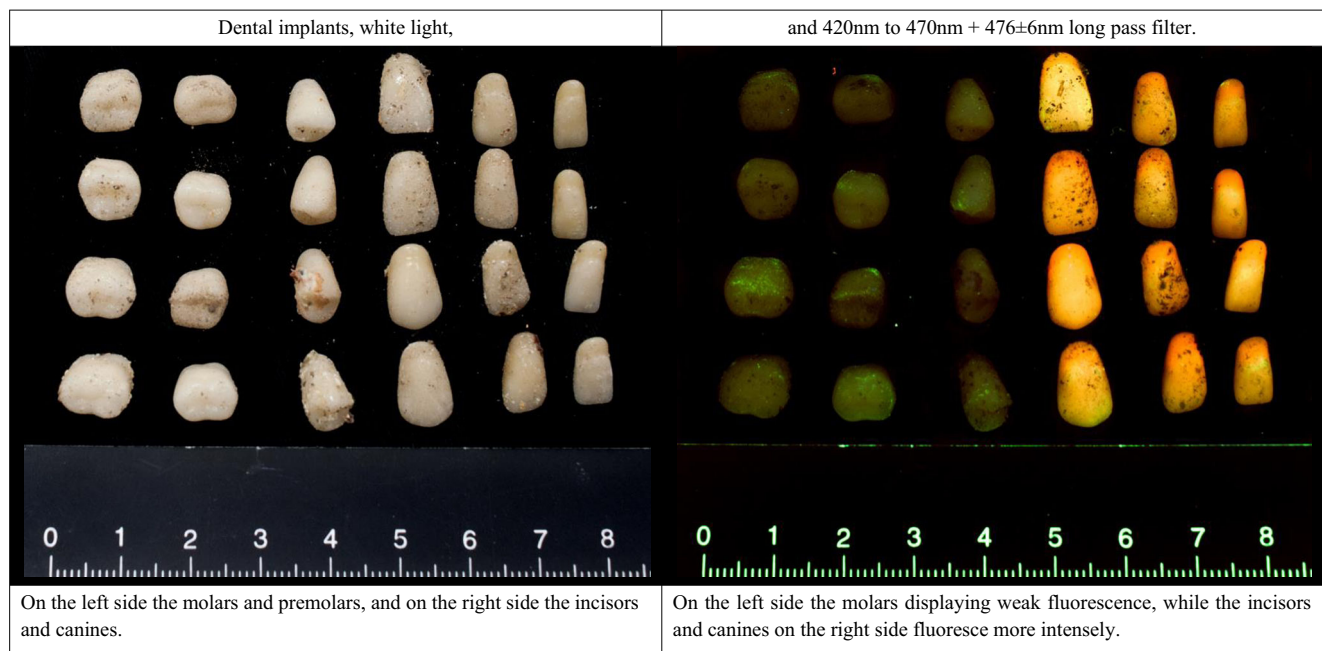 Dental implants, white light,
and 420nm to 470nm + 476±6nm long pass filter.
0 1 2 3 4 5 6 7 8
0 1 2 3 4 5 6 7 8
On the left side the molars and premolars, and on the right side the incisors
and canines.
On the left side the molars displaying weak fluorescence, while the incisors
and canines on the right side fluoresce more intensely.